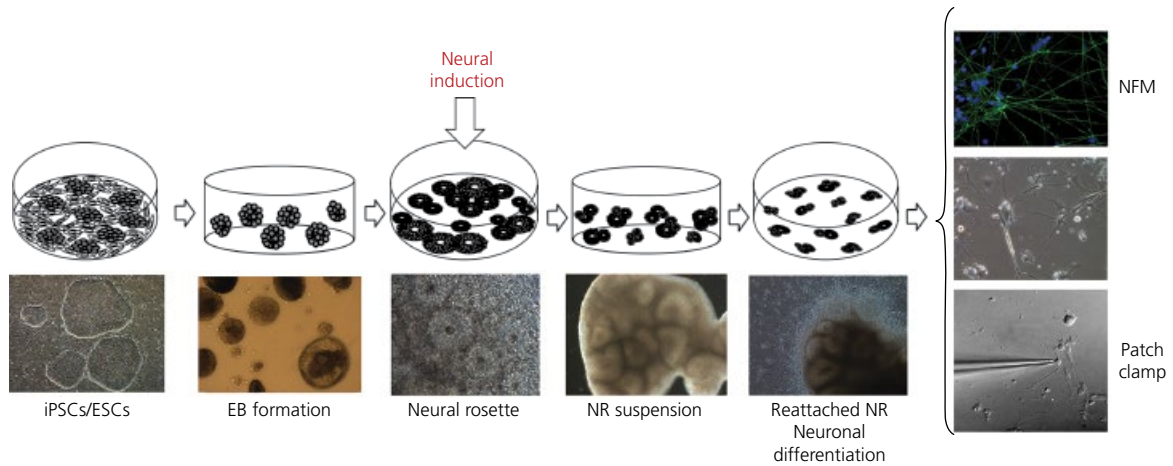 Neural
induction
iPSCs/ESCs
EB formation
Neural rosette
NR suspension
Reattached NR
Neuronal
differentiation
NFM
Patch
clamp